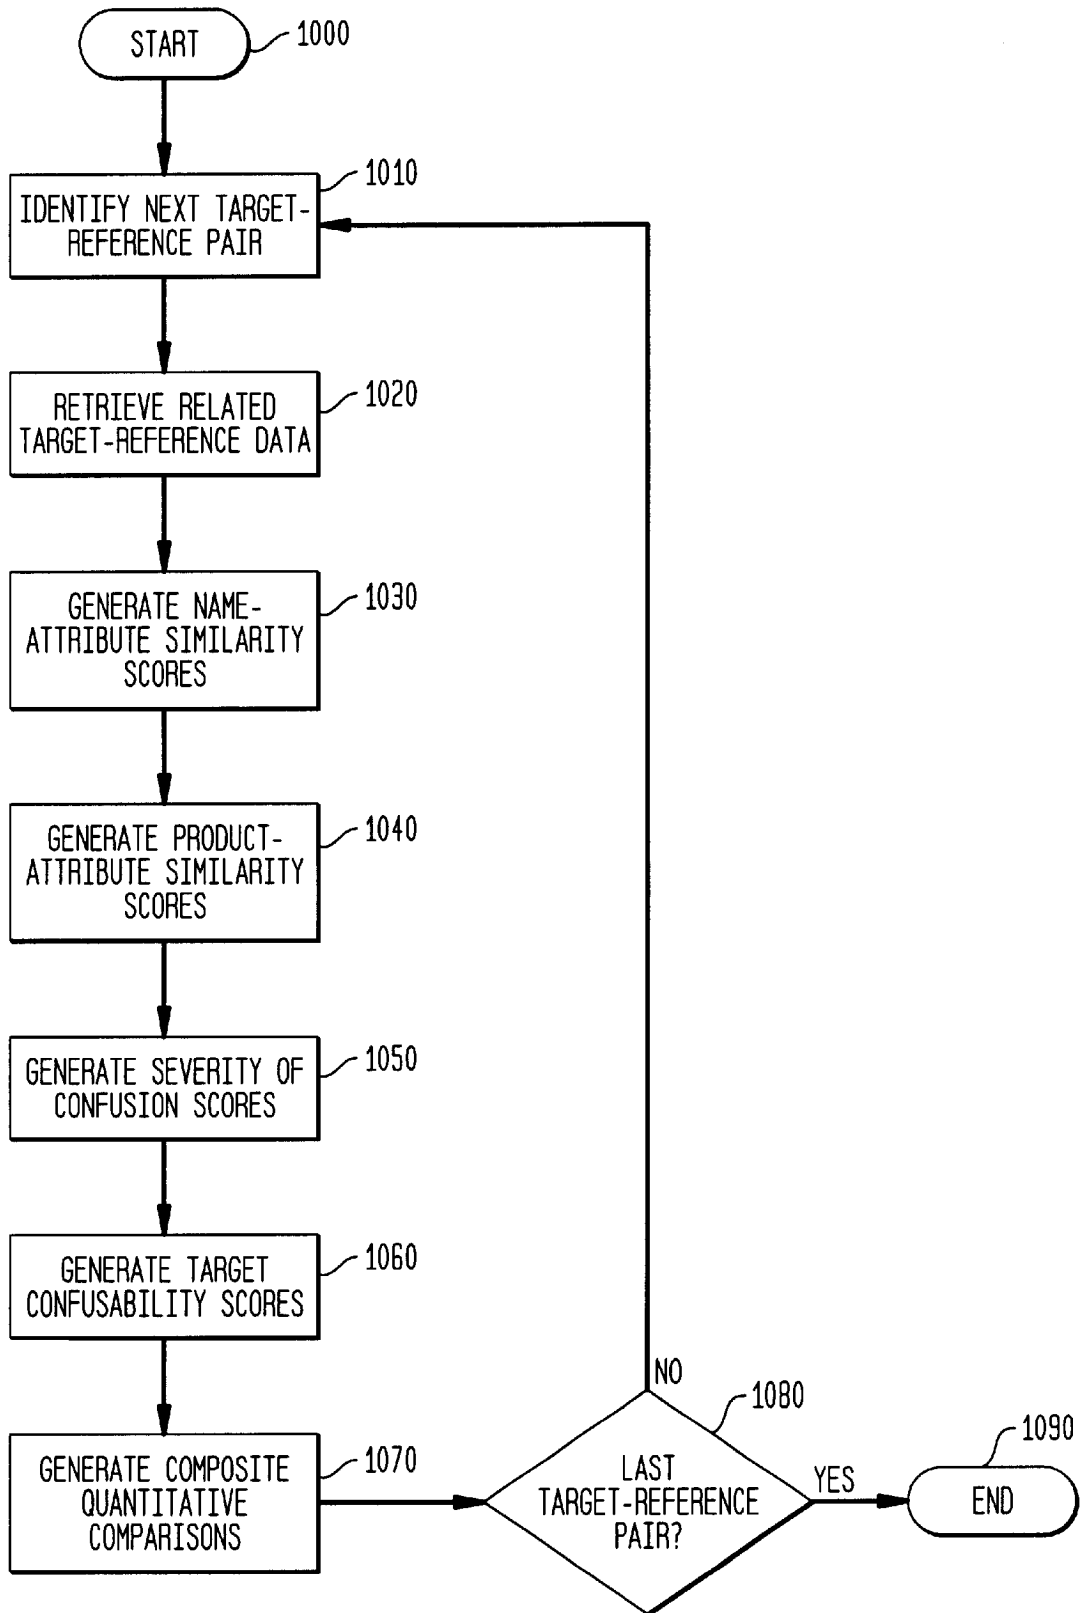 START
1000
1010
IDENTIFY NEXT TARGET-
REFERENCE PAIR
1020
RETRIEVE RELATED
TARGET-REFERENCE DATA
1030
GENERATE NAME-
ATTRIBUTE SIMILARITY
SCORES
1040
GENERATE PRODUCT-
ATTRIBUTE SIMILARITY
SCORES
1050
GENERATE SEVERITY OF
CONFUSION SCORES
1060
GENERATE TARGET
CONFUSABILITY SCORES
1070
GENERATE COMPOSITE
QUANTITATIVE
COMPARISONS
NO
1080
LAST
TARGET-REFERENCE
PAIR?
YES
1090
END